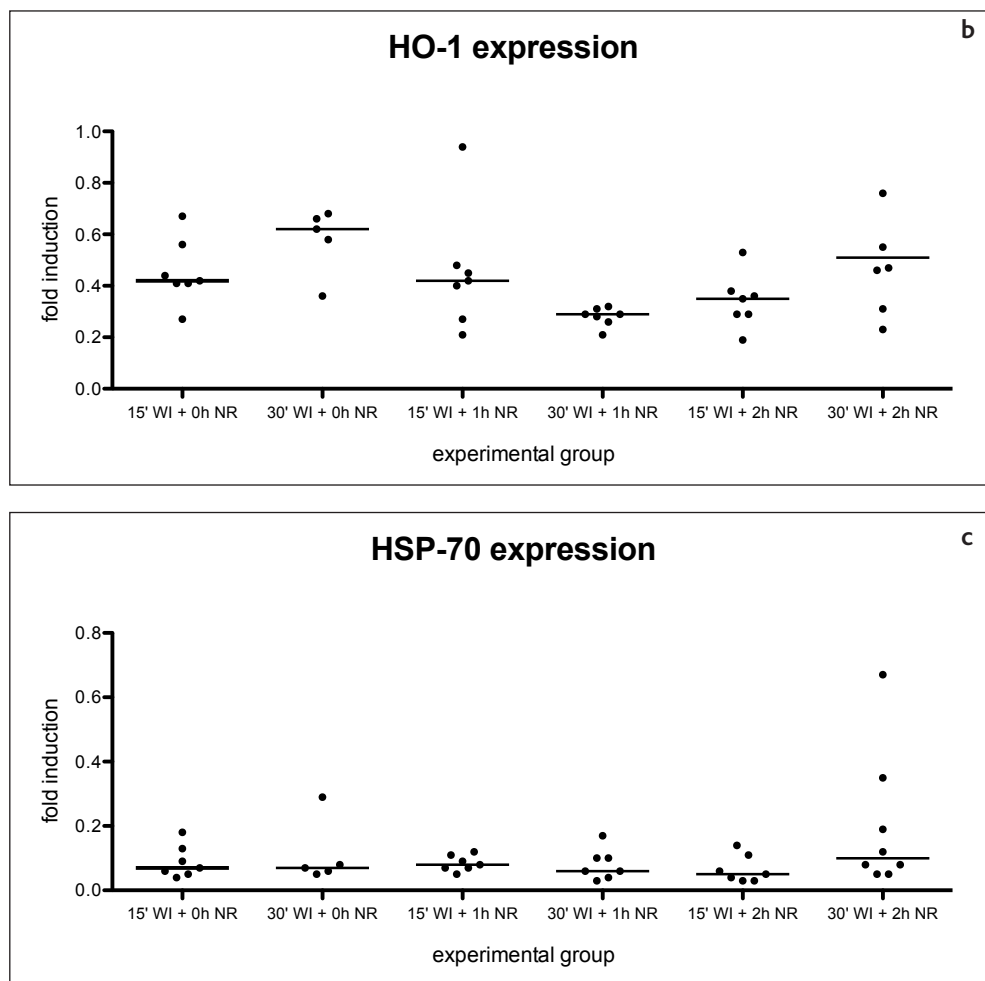 b
HO-1 expression
1.0
0.8
0.6
0.4
0.2
0.0
fold induction
15' WI + 0h NR 30' WI + 0h NR 15' WI + 1h NR 30' WI + 1h NR 15' WI + 2h NR 30' WI + 2h NR
experimental group
c
HSP-70 expression
0.8
0.6
0.4
0.2
0.0
fold induction
15' WI + 0h NR 30' WI + 0h NR 15' WI + 1h NR 30' WI + 1h NR 15' WI + 2h NR 30' WI + 2h NR
experimental group